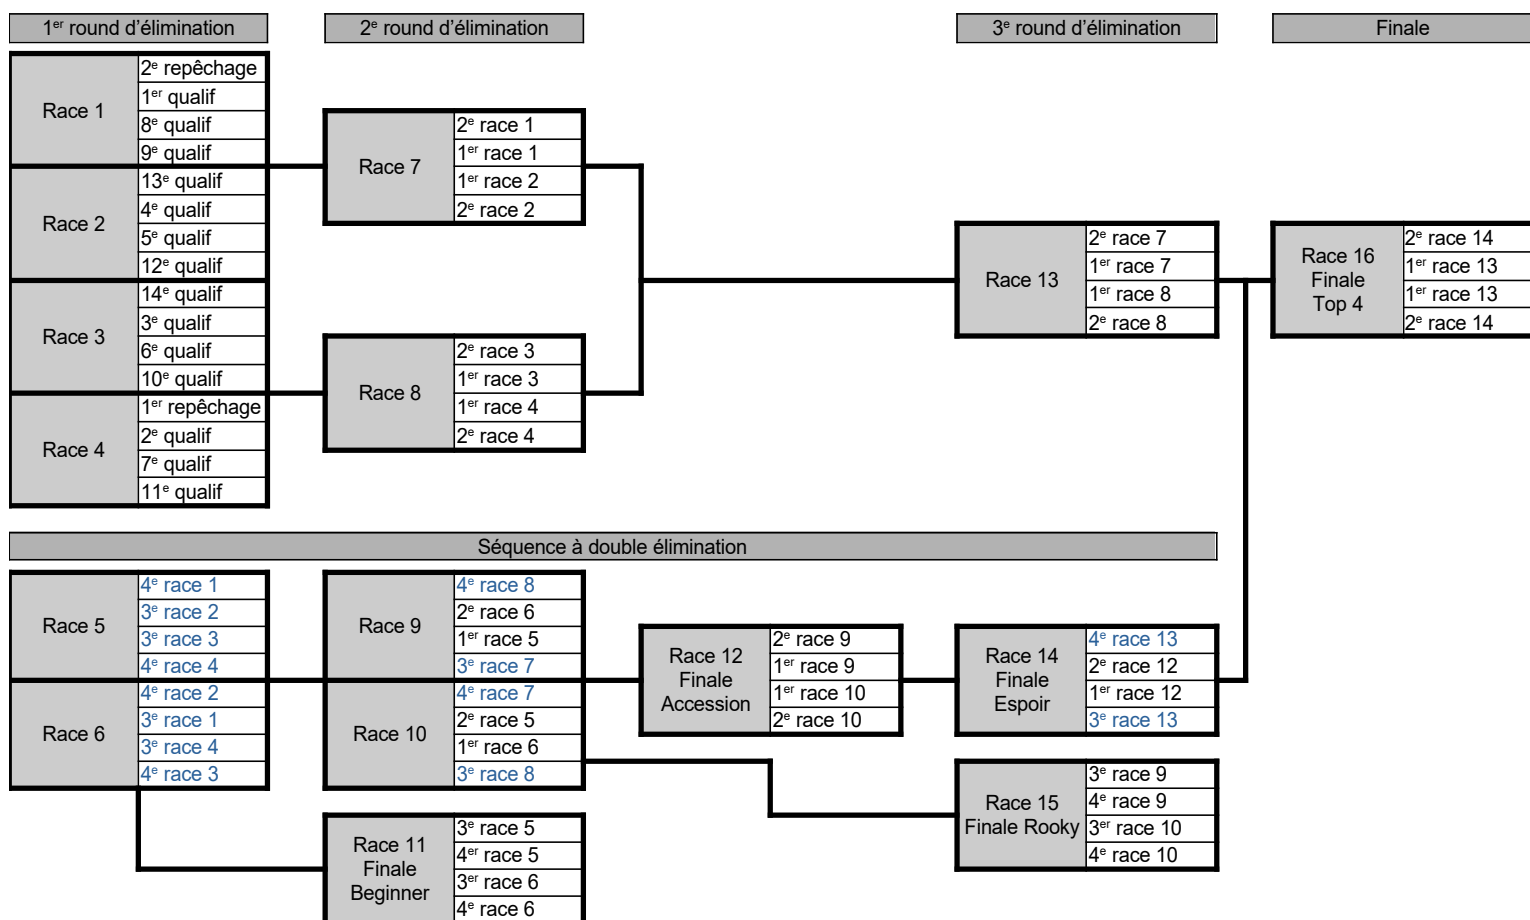 1er round d’élimination
2e round d’élimination
3e round d’élimination
Finale
Race 1
2e repêchage
1er qualif
8e qualif
9e qualif
Race 2
13e qualif
4e qualif
5e qualif
12e qualif
Race 3
14e qualif
3e qualif
6e qualif
10e qualif
Race 4
1er repêchage
2e qualif
7e qualif
11e qualif
Race 7
2e race 1
1er race 1
1er race 2
2e race 2
Race 8
2e race 3
1er race 3
1er race 4
2e race 4
Race 13
2e race 7
1er race 7
1er race 8
2e race 8
Race 16
Finale
Top 4
2e race 14
1er race 13
1er race 13
2e race 14
Séquence à double élimination
Race 5
4e race 1
3e race 2
3e race 3
4e race 4
Race 6
4e race 2
3e race 1
3e race 4
4e race 3
Race 9
4e race 8
2e race 6
1er race 5
3e race 7
Race 10
4e race 7
2e race 5
1er race 6
3e race 8
Race 11
Finale
Beginner
3e race 5
4er race 5
3er race 6
4e race 6
Race 12
Finale
Accession
2e race 9
1er race 9
1er race 10
2e race 10
Race 14
Finale
Espoir
4e race 13
2e race 12
1er race 12
3e race 13
Race 15
Finale Rooky
3e race 9
4e race 9
3er race 10
4e race 10